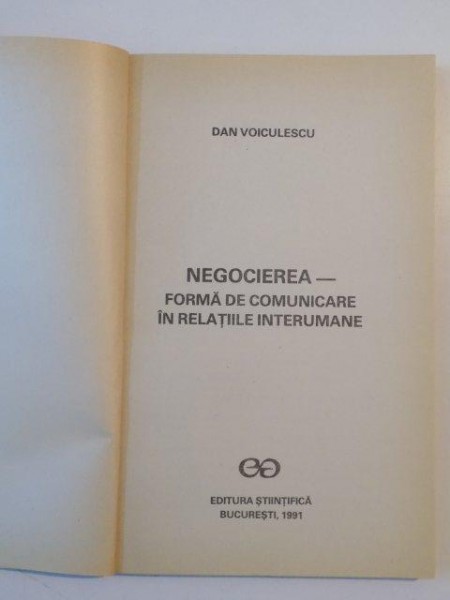 DAN VOICULESCU
NEGOCIEREA —
FORMĂ DE COMUNICARE
ÎN RELAȚIILE INTERUMANE
EDITURA ȘTIINȚIFICĂ
BUCUREȘTI, 1991